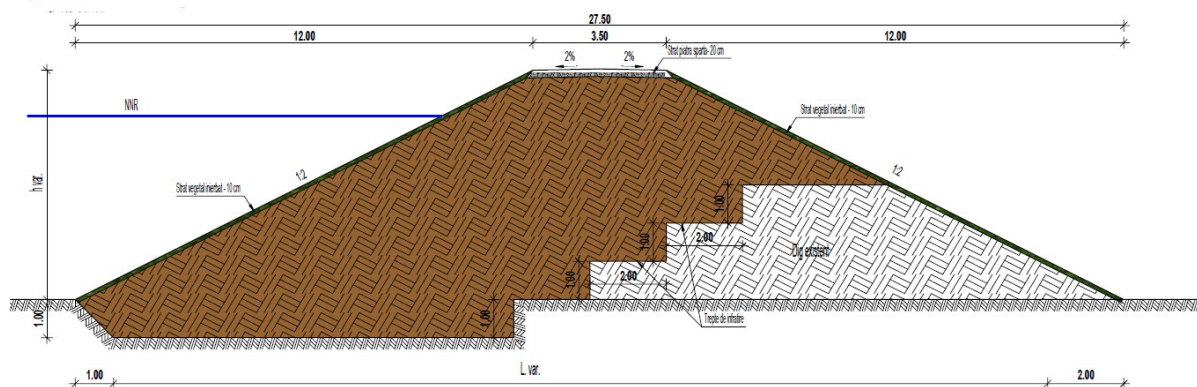 27.50
12.00
3.50
12.00
2%
2%
Strat piatra sparta- 20 cm
NNR
Strat vegetal inierbat - 10 cm
1:2
1:2
h var.
Strat vegetal inierbat - 10 cm
1.00
1.00
2.00
Dig existent
1.00
2.00
1.00
1.00
Trepte de infratire
L. var.
1.00
2.00